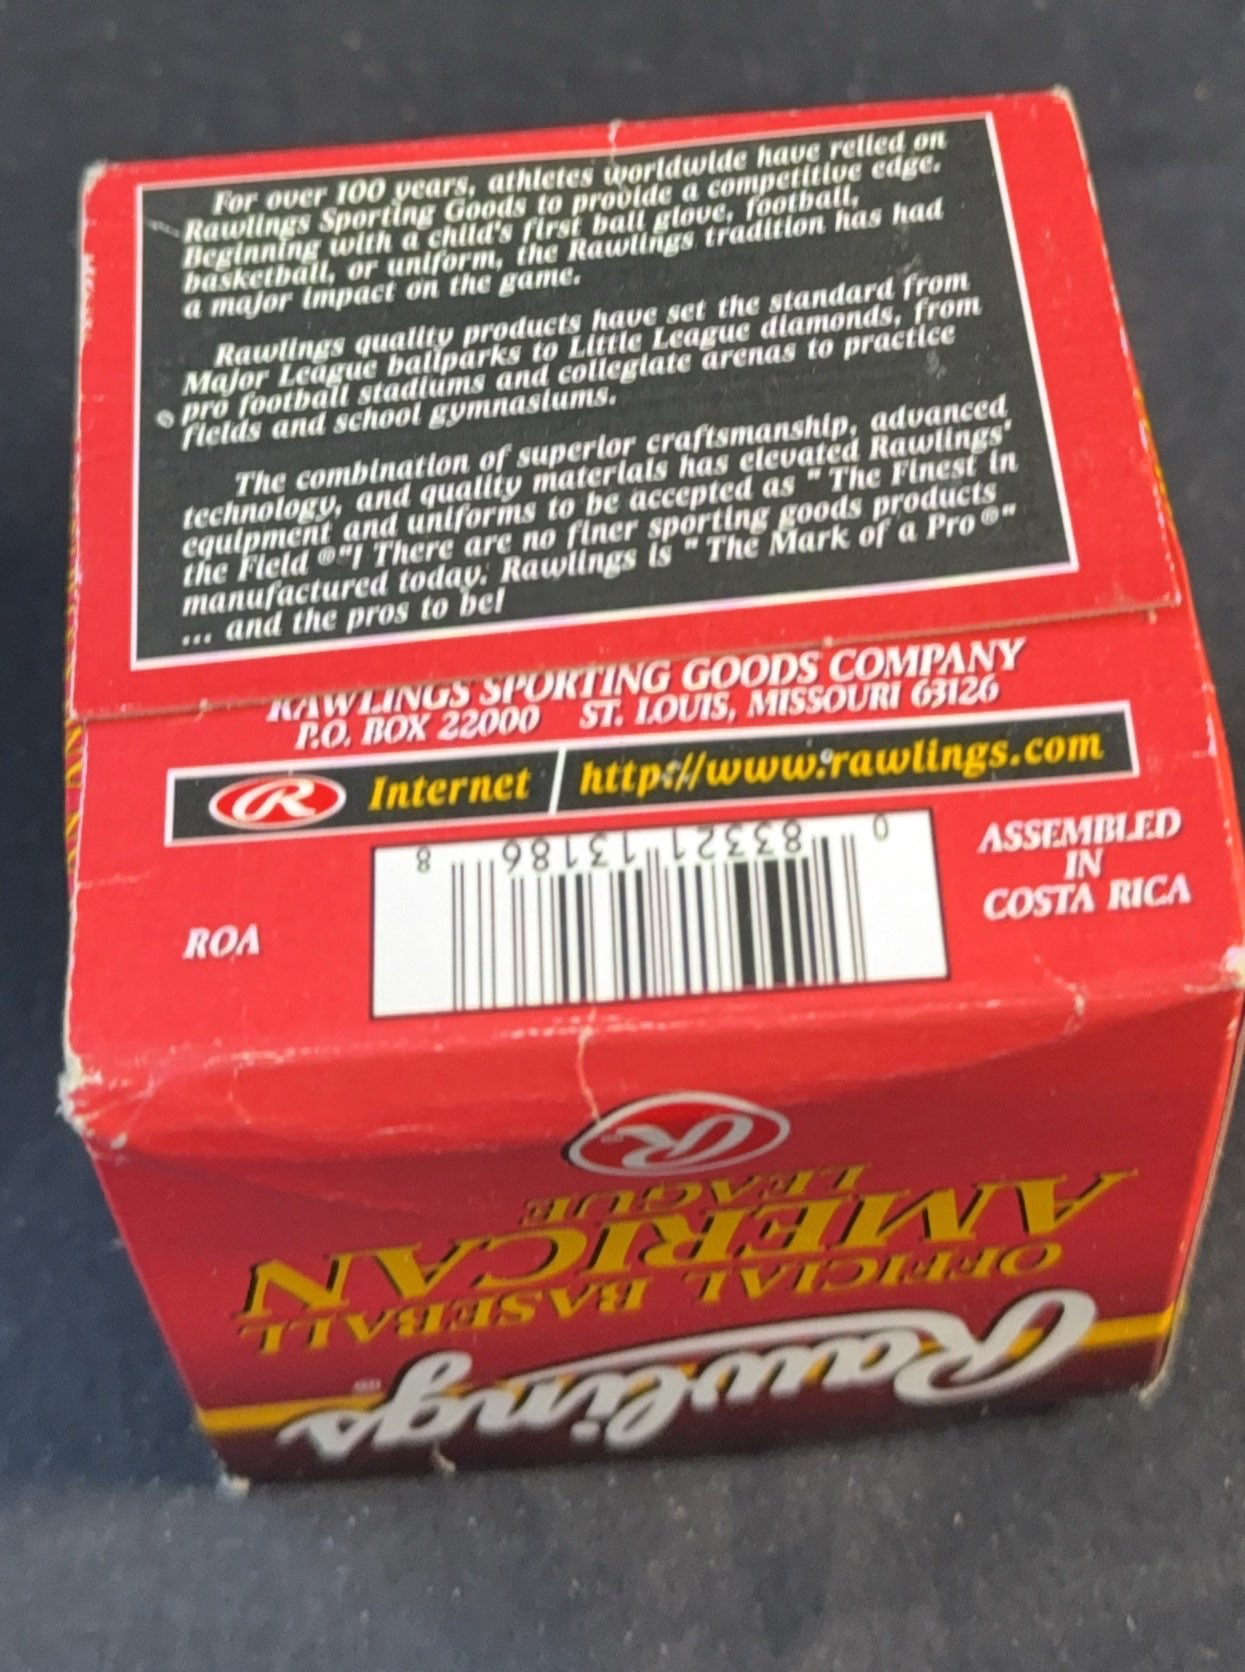 For over 100 years, athletes worldwide have relied on
Rawlings Sporting Goods to provide a competitive edge.
Beginning with a child's first ball glove, football,
basketball, or uniform, the Rawlings tradition has had
a major impact on the game.
Rawlings quality products have set the standard from
Major League ballparks to Little League diamonds, from
pro football stadiums and collegiate arenas to practice
fields and school gymnasiums.
The combination of superior craftsmanship, advanced
technology, and quality materials has elevated Rawlings'
equipment and uniforms to be accepted as "The Finest in
the Field ®"! There are no finer sporting goods products
manufactured today. Rawlings is "The Mark of a Pro®"
... and the pros to be!
RAWLINGS SPORTING GOODS COMPANY
P.O. BOX 22000 ST. LOUIS, MISSOURI 63126
R Internet http://www.rawlings.com
0 83321 13186 8
ASSEMBLED
IN
COSTA RICA
ROA
Rawlings®
OFFICIAL BASEBALL
AMERICAN
LEAGUE
R